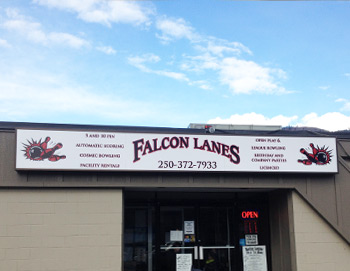 5 AND 10 PIN
AUTOMATIC SCORING
COSMIC BOWLING
FACILITY RENTALS
FALCON LANES
250-372-7933
OPEN PLAY &
LEAGUE BOWLING
BIRTHDAY AND
COMPANY PARTIES
LICENCED
OPEN